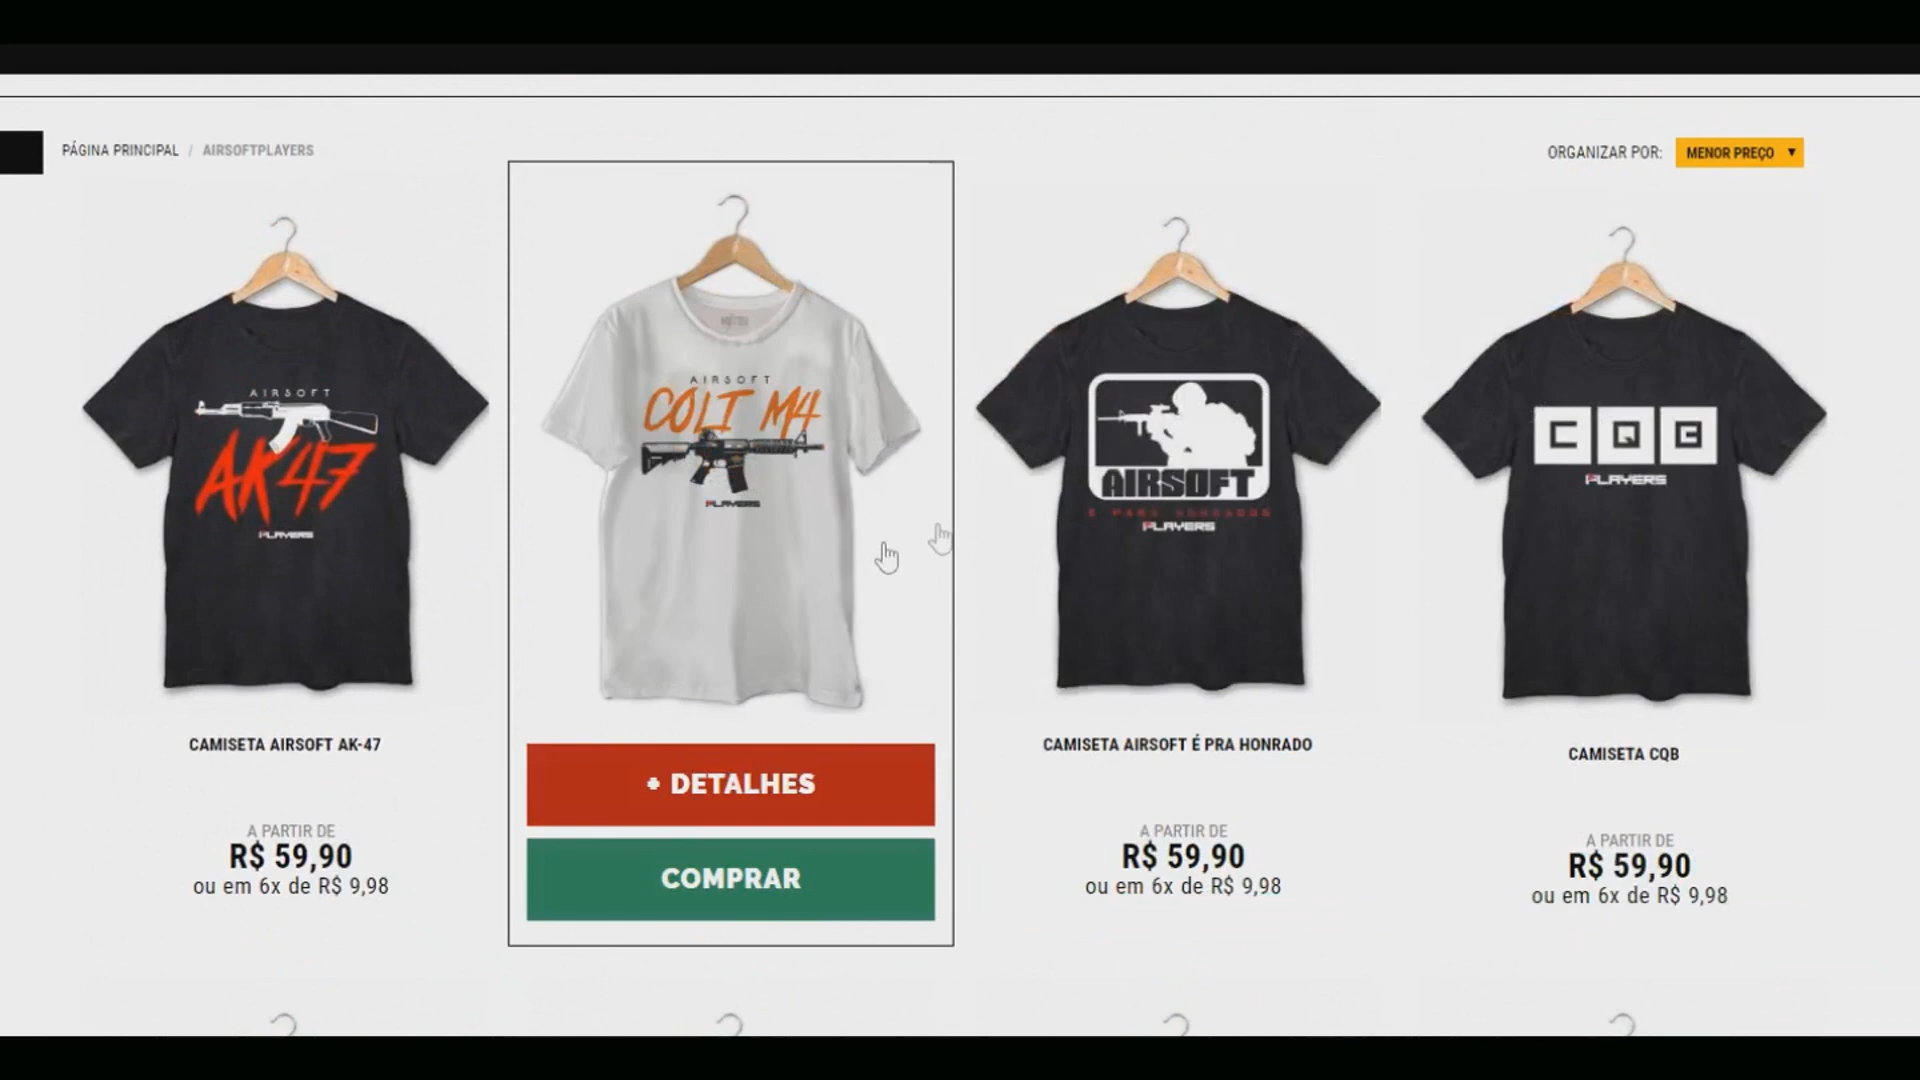 PÁGINA PRINCIPAL / AIRSOFTPLAYERS
ORGANIZAR POR: MENOR PREÇO ▼
AIRSOFT
AK47
PLAYERS
CAMISETA AIRSOFT AK-47
A PARTIR DE
R$ 59,90
ou em 6x de R$ 9,98
AIRSOFT
COLT M4
PLAYERS
+ DETALHES
COMPRAR
AIRSOFT
É PARA HONRADOS
PLAYERS
CAMISETA AIRSOFT É PRA HONRADO
A PARTIR DE
R$ 59,90
ou em 6x de R$ 9,98
CQB
PLAYERS
CAMISETA CQB
A PARTIR DE
R$ 59,90
ou em 6x de R$ 9,98